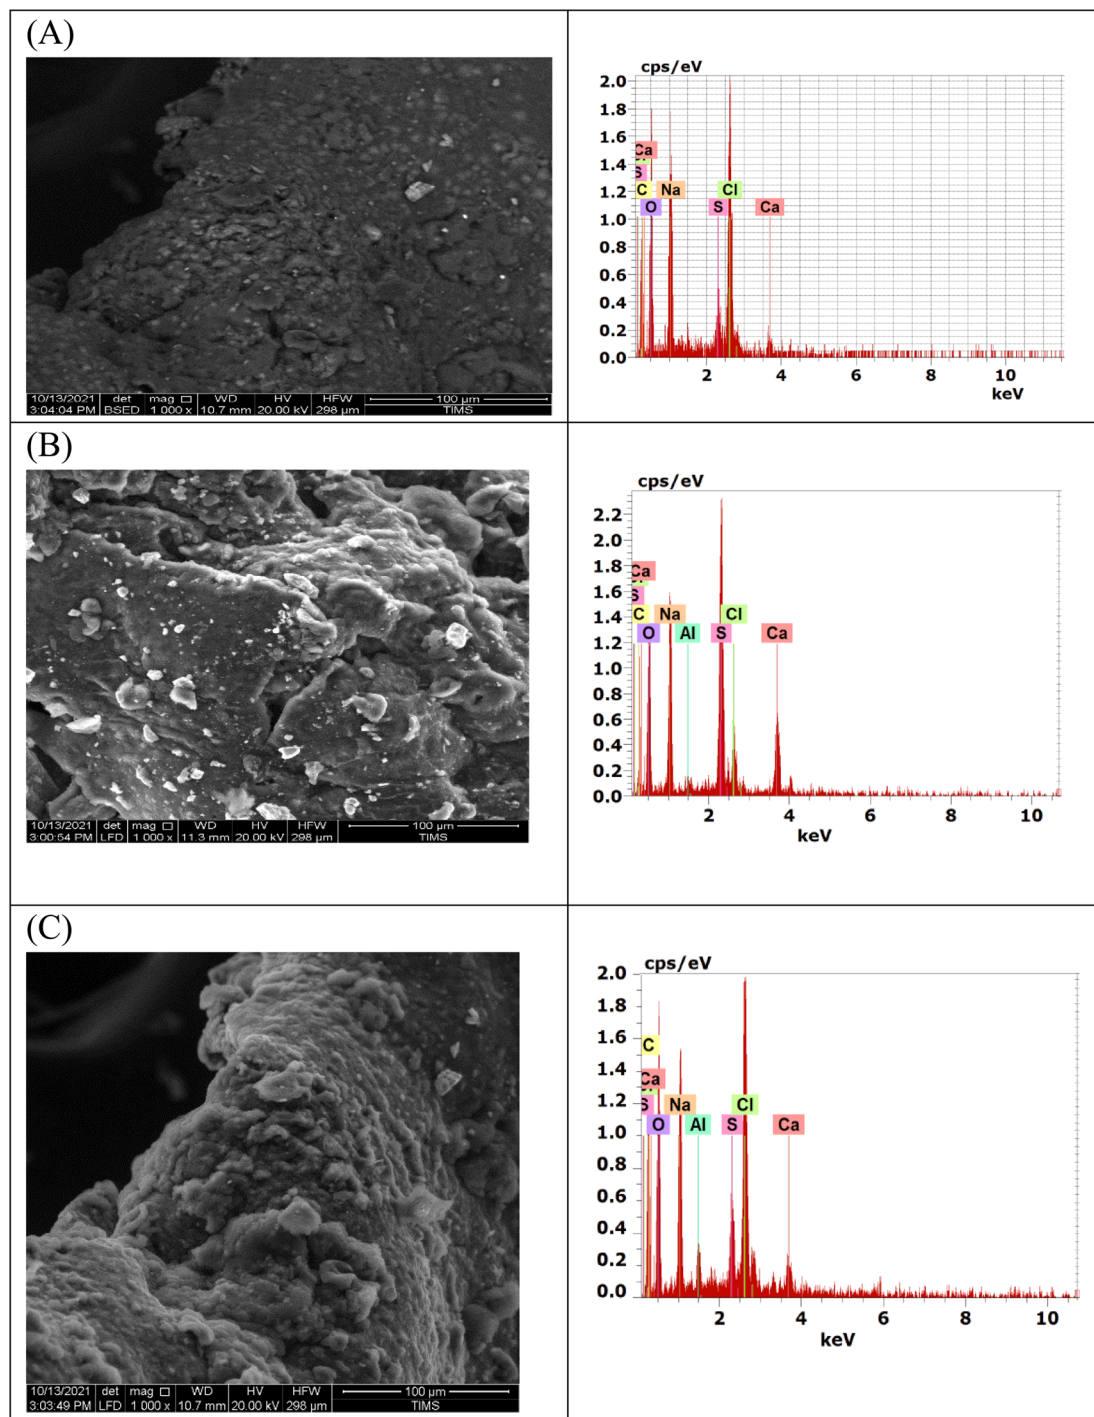 (A)
10/13/2021 det mag □ WD HV HFW 100 µm
3:04:04 PM BSED 1 000 x 10.7 mm 20.00 kV 298 µm TIMS
cps/eV
2.0
1.8
1.6
1.4
1.2
1.0
0.8
0.6
0.4
0.2
0.0
Ca
S
C Na Cl
O S Ca
2 4 6 8 10
keV
(B)
10/13/2021 det mag □ WD HV HFW 100 µm
3:00:54 PM LFD 1 000 x 11.3 mm 20.00 kV 298 µm TIMS
cps/eV
2.2
2.0
1.8
1.6
1.4
1.2
1.0
0.8
0.6
0.4
0.2
0.0
Ca
S
C Na Cl
O Al S Ca
2 4 6 8 10
keV
(C)
10/13/2021 det mag □ WD HV HFW 100 µm
3:03:49 PM LFD 1 000 x 10.7 mm 20.00 kV 298 µm TIMS
cps/eV
2.0
1.8
1.6
1.4
1.2
1.0
0.8
0.6
0.4
0.2
0.0
C
Ca
S Na Cl
O Al S Ca
2 4 6 8 10
keV